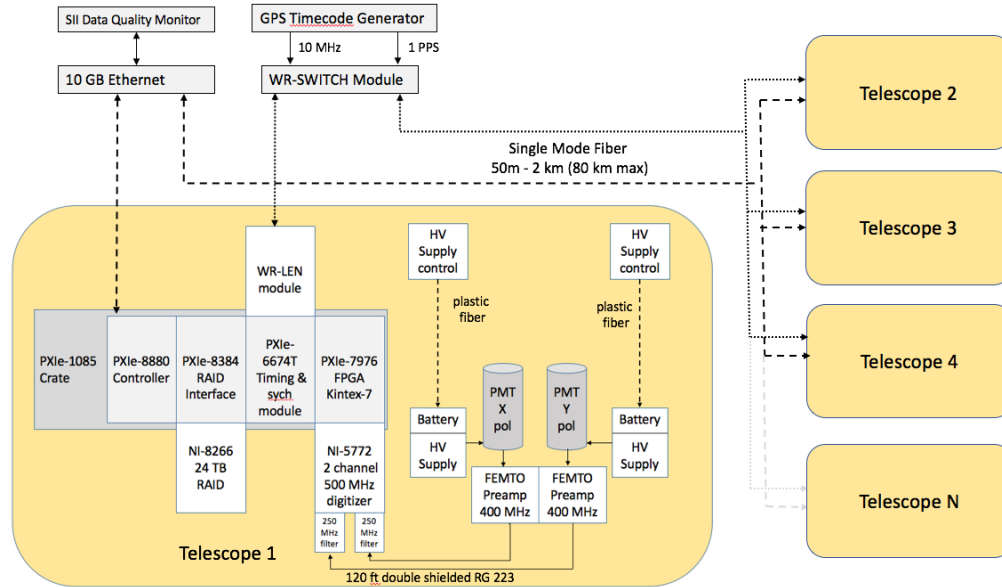 SII Data Quality Monitor
GPS Timecode Generator
10 MHz
1 PPS
10 GB Ethernet
WR-SWITCH Module
Telescope 2
Single Mode Fiber
50m - 2 km (80 km max)
Telescope 3
HV
Supply
control
HV
Supply
control
WR-LEN
module
plastic
fiber
plastic
fiber
PXIe-1085
Crate
PXIe-8880
Controller
PXIe-8384
RAID
Interface
PXIe-
6674T
Timing &
sych
module
PXIe-7976
FPGA
Kintex-7
Telescope 4
PMT
X
pol
PMT
Y
pol
Battery
HV
Supply
Battery
HV
Supply
NI-8266
24 TB
RAID
NI-5772
2 channel
500 MHz
digitizer
FEMTO
Preamp
400 MHz
FEMTO
Preamp
400 MHz
Telescope N
250
MHz
filter
250
MHz
filter
Telescope 1
120 ft double shielded RG 223